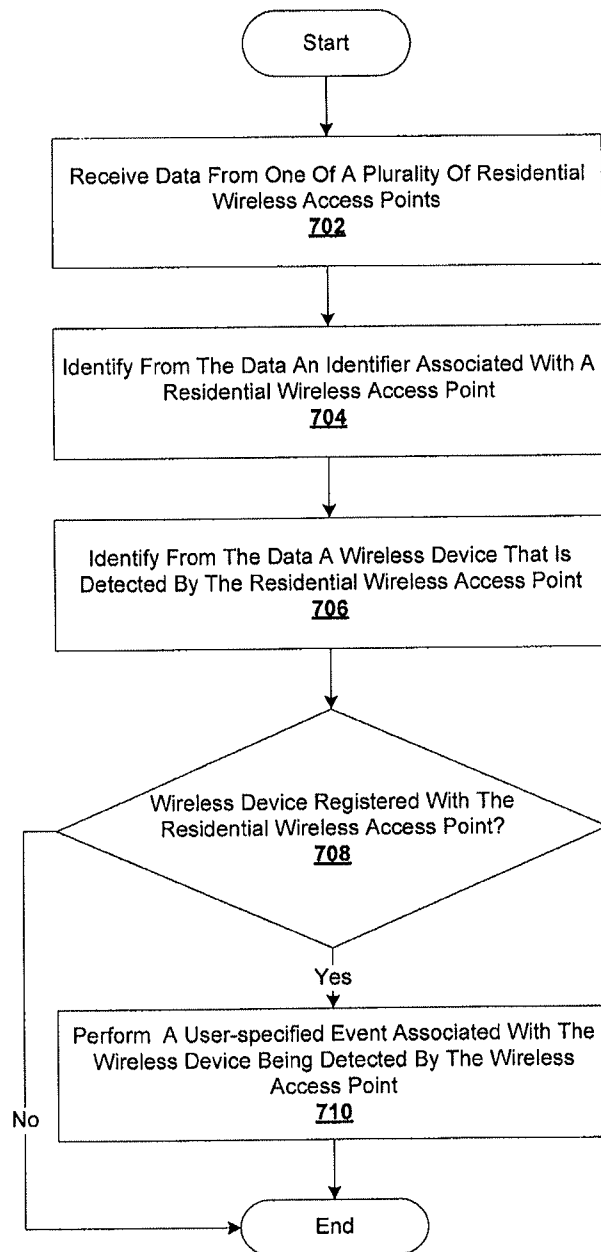 Start
Receive Data From One Of A Plurality Of Residential
Wireless Access Points
702
Identify From The Data An Identifier Associated With A
Residential Wireless Access Point
704
Identify From The Data A Wireless Device That Is
Detected By The Residential Wireless Access Point
706
Wireless Device Registered With The
Residential Wireless Access Point?
708
Yes
Perform A User-specified Event Associated With The
Wireless Device Being Detected By The Wireless
Access Point
710
No
End